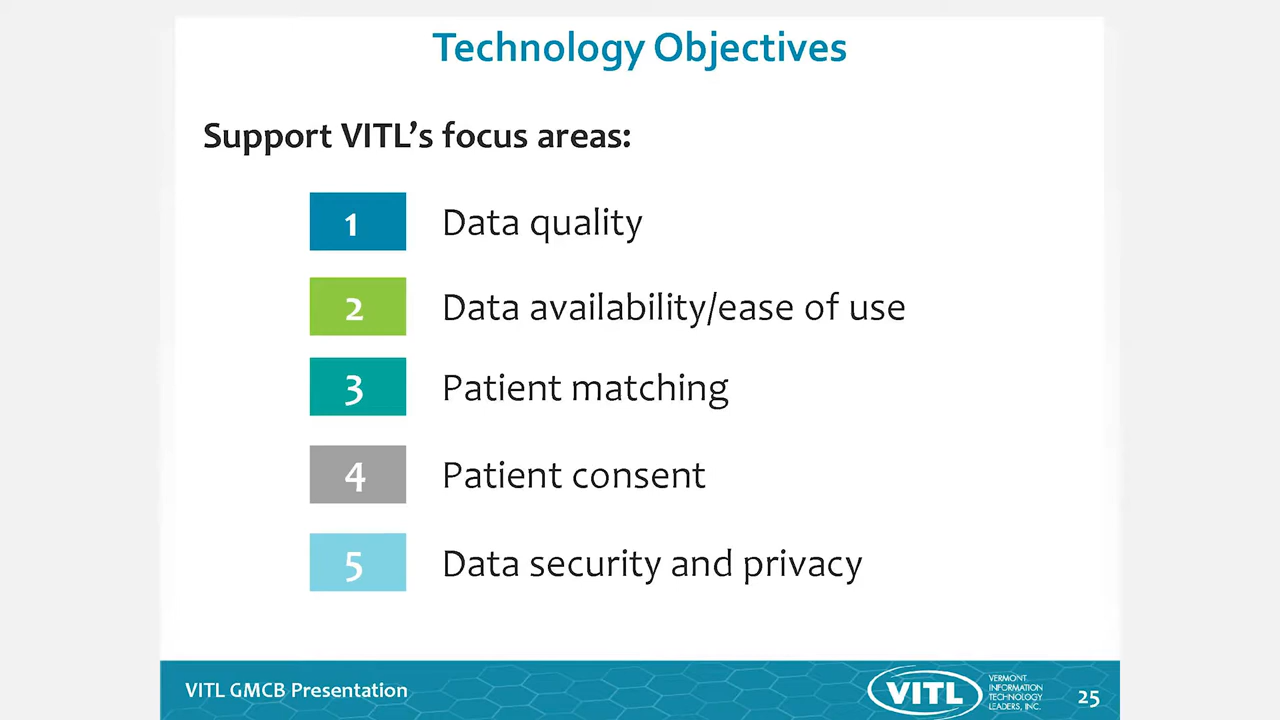 Technology Objectives
Support VITL's focus areas:
1 Data quality
2 Data availability/ease of use
3 Patient matching
4 Patient consent
5 Data security and privacy
VITL GMCB Presentation
VITL
VERMONT
INFORMATION
TECHNOLOGY
LEADERS, INC.
25